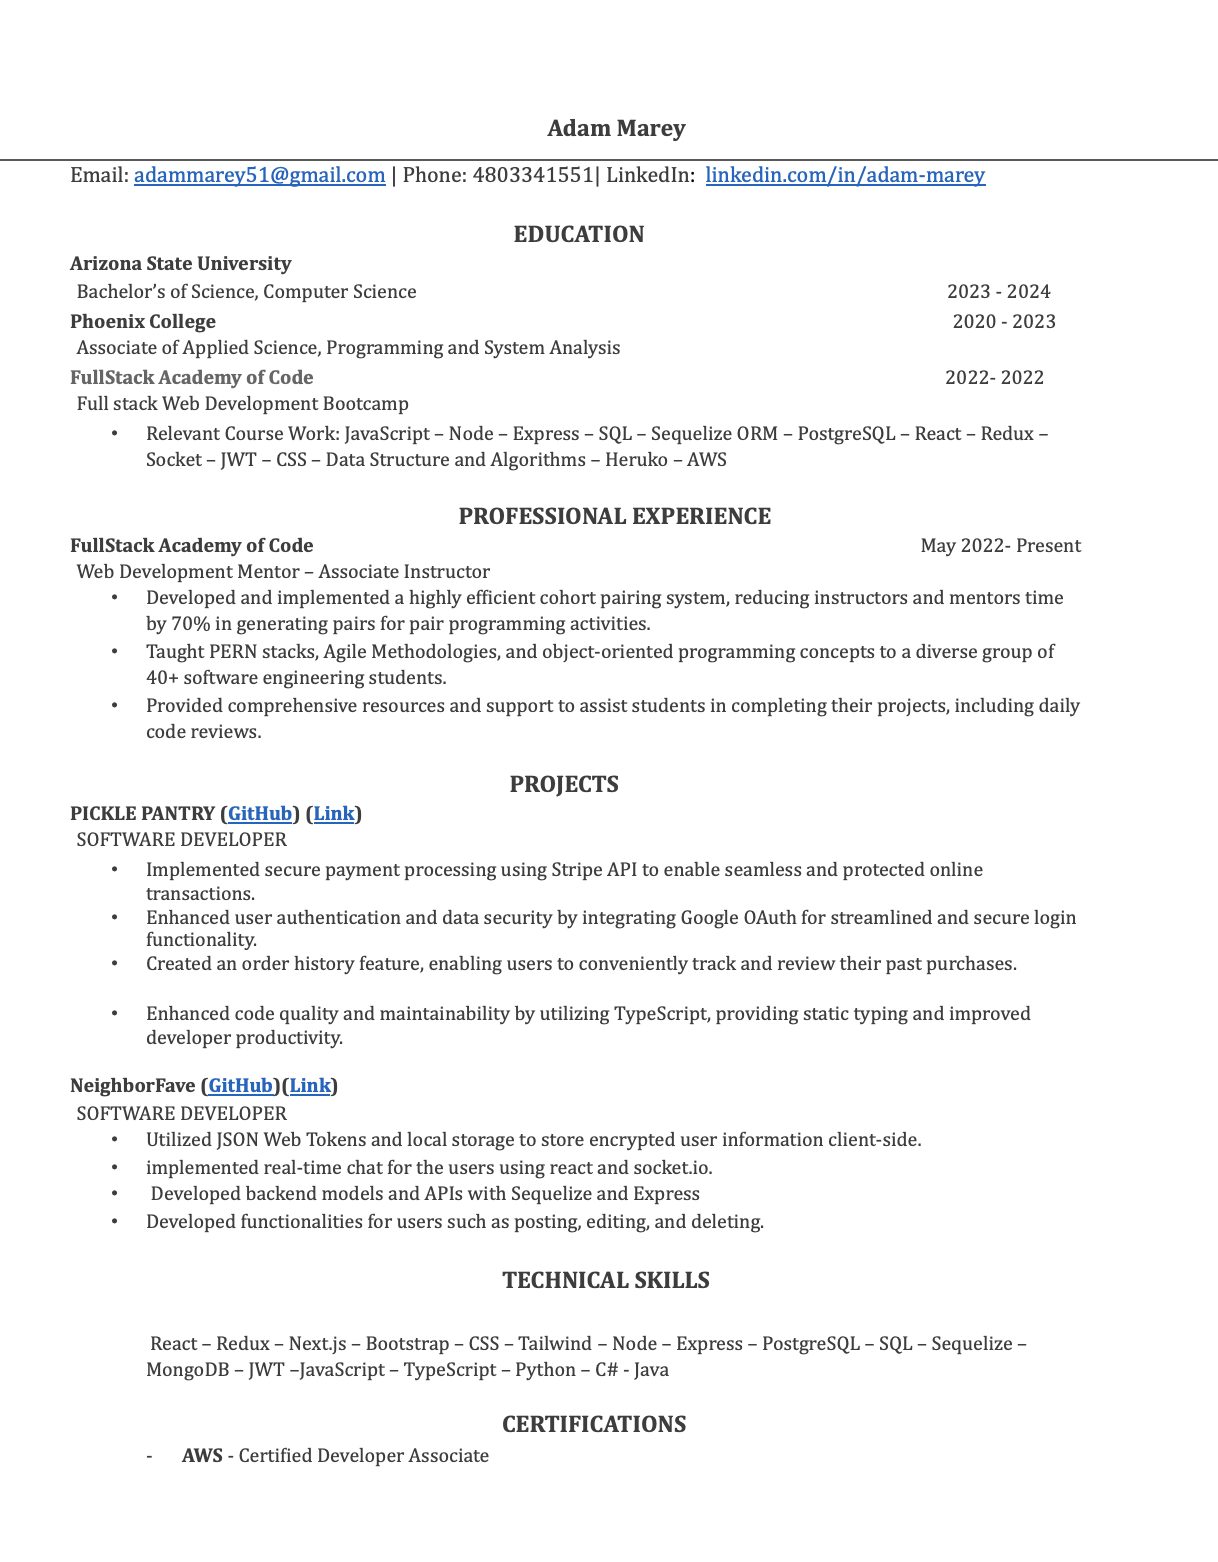 Adam Marey
Email: adammarey51@gmail.com | Phone: 4803341551| LinkedIn: linkedin.com/in/adam-marey
EDUCATION
Arizona State University
Bachelor’s of Science, Computer Science 2023 - 2024
Phoenix College 2020 - 2023
Associate of Applied Science, Programming and System Analysis
FullStack Academy of Code 2022- 2022
Full stack Web Development Bootcamp
• Relevant Course Work: JavaScript – Node – Express – SQL – Sequelize ORM – PostgreSQL – React – Redux –
Socket – JWT – CSS – Data Structure and Algorithms – Heruko – AWS
PROFESSIONAL EXPERIENCE
FullStack Academy of Code May 2022- Present
Web Development Mentor – Associate Instructor
• Developed and implemented a highly efficient cohort pairing system, reducing instructors and mentors time
by 70% in generating pairs for pair programming activities.
• Taught PERN stacks, Agile Methodologies, and object-oriented programming concepts to a diverse group of
40+ software engineering students.
• Provided comprehensive resources and support to assist students in completing their projects, including daily
code reviews.
PROJECTS
PICKLE PANTRY (GitHub) (Link)
SOFTWARE DEVELOPER
• Implemented secure payment processing using Stripe API to enable seamless and protected online
transactions.
• Enhanced user authentication and data security by integrating Google OAuth for streamlined and secure login
functionality.
• Created an order history feature, enabling users to conveniently track and review their past purchases.
• Enhanced code quality and maintainability by utilizing TypeScript, providing static typing and improved
developer productivity.
NeighborFave (GitHub)(Link)
SOFTWARE DEVELOPER
• Utilized JSON Web Tokens and local storage to store encrypted user information client-side.
• implemented real-time chat for the users using react and socket.io.
• Developed backend models and APIs with Sequelize and Express
• Developed functionalities for users such as posting, editing, and deleting.
TECHNICAL SKILLS
React – Redux – Next.js – Bootstrap – CSS – Tailwind – Node – Express – PostgreSQL – SQL – Sequelize –
MongoDB – JWT –JavaScript – TypeScript – Python – C# - Java
CERTIFICATIONS
- AWS - Certified Developer Associate